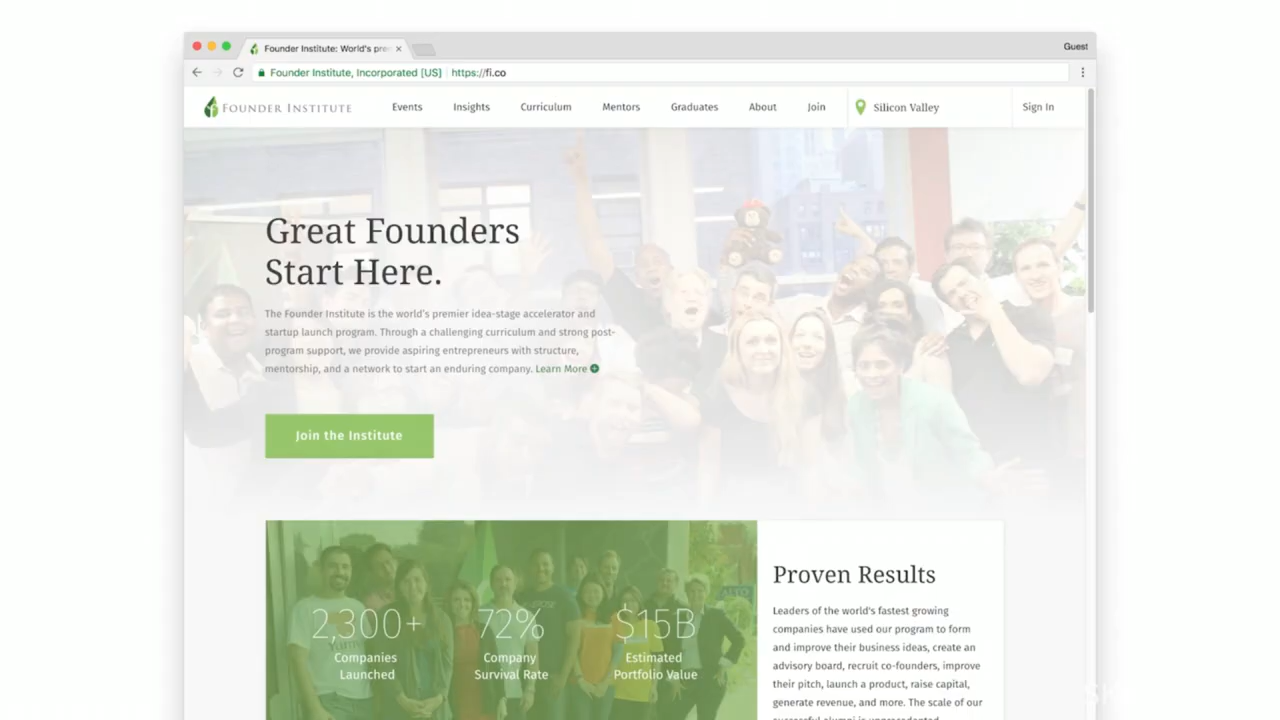 Founder Institute: World's pre
Guest
Founder Institute, Incorporated [US] https://fi.co
FOUNDER INSTITUTE Events Insights Curriculum Mentors Graduates About Join Silicon Valley Sign In
Great Founders
Start Here.
The Founder Institute is the world's premier idea-stage accelerator and
startup launch program. Through a challenging curriculum and strong post-
program support, we provide aspiring entrepreneurs with structure,
mentorship, and a network to start an enduring company. Learn More
Join the Institute
2,300+ 72% $15B
Companies Company Estimated
Launched Survival Rate Portfolio Value
Proven Results
Leaders of the world's fastest growing
companies have used our program to form
and improve their business ideas, create an
advisory board, recruit co-founders, improve
their pitch, launch a product, raise capital,
generate revenue, and more. The scale of our
successful alumni is unprecedented